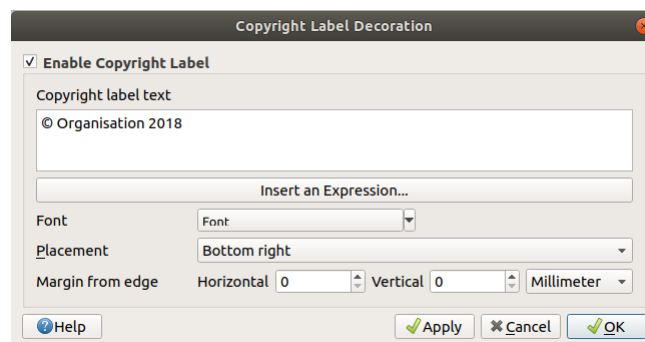 Copyright Label Decoration
Enable Copyright Label
Copyright label text
© Organisation 2018
Insert an Expression...
Font Font
Placement Bottom right
Margin from edge Horizontal 0 Vertical 0 Millimeter
Help Apply Cancel OK